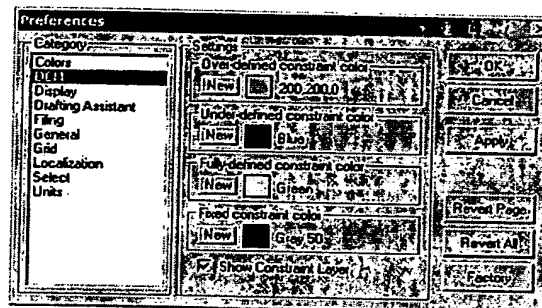 Preferences
Category
Colors
DCLI
Display
Drafting Assistant
Filing
General
Grid
Localization
Select
Units
Settings
Over-defined constraint color
New 200,200,0
Under-defined constraint color
New Blue
Fully-defined constraint color
New Green
Fixed constraint color
New Gray 50
Show Constraint Layer
OK
Cancel
Apply
Revert Page
Revert All
Factory